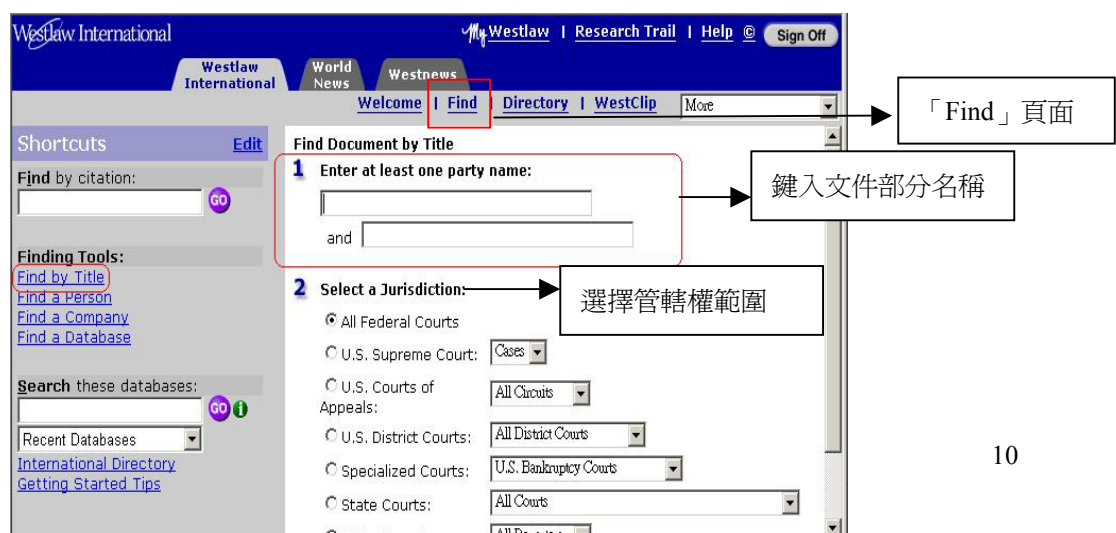 Westlaw International
My Westlaw | Research Trail | Help © Sign Off
Westlaw International
World News
Westnews
Welcome | Find | Directory | WestClip
More
「Find」頁面
Shortcuts Edit
Find by citation:
GO
Finding Tools:
Find by Title
Find a Person
Find a Company
Find a Database
Search these databases:
GO i
Recent Databases
International Directory
Getting Started Tips
Find Document by Title
1 Enter at least one party name:
and
鍵入文件部分名稱
2 Select a Jurisdiction:
選擇管轄權範圍
All Federal Courts
U.S. Supreme Court: Cases
U.S. Courts of
Appeals:
All Circuits
U.S. District Courts: All District Courts
Specialized Courts: U.S. Bankruptcy Courts
State Courts: All Courts
10